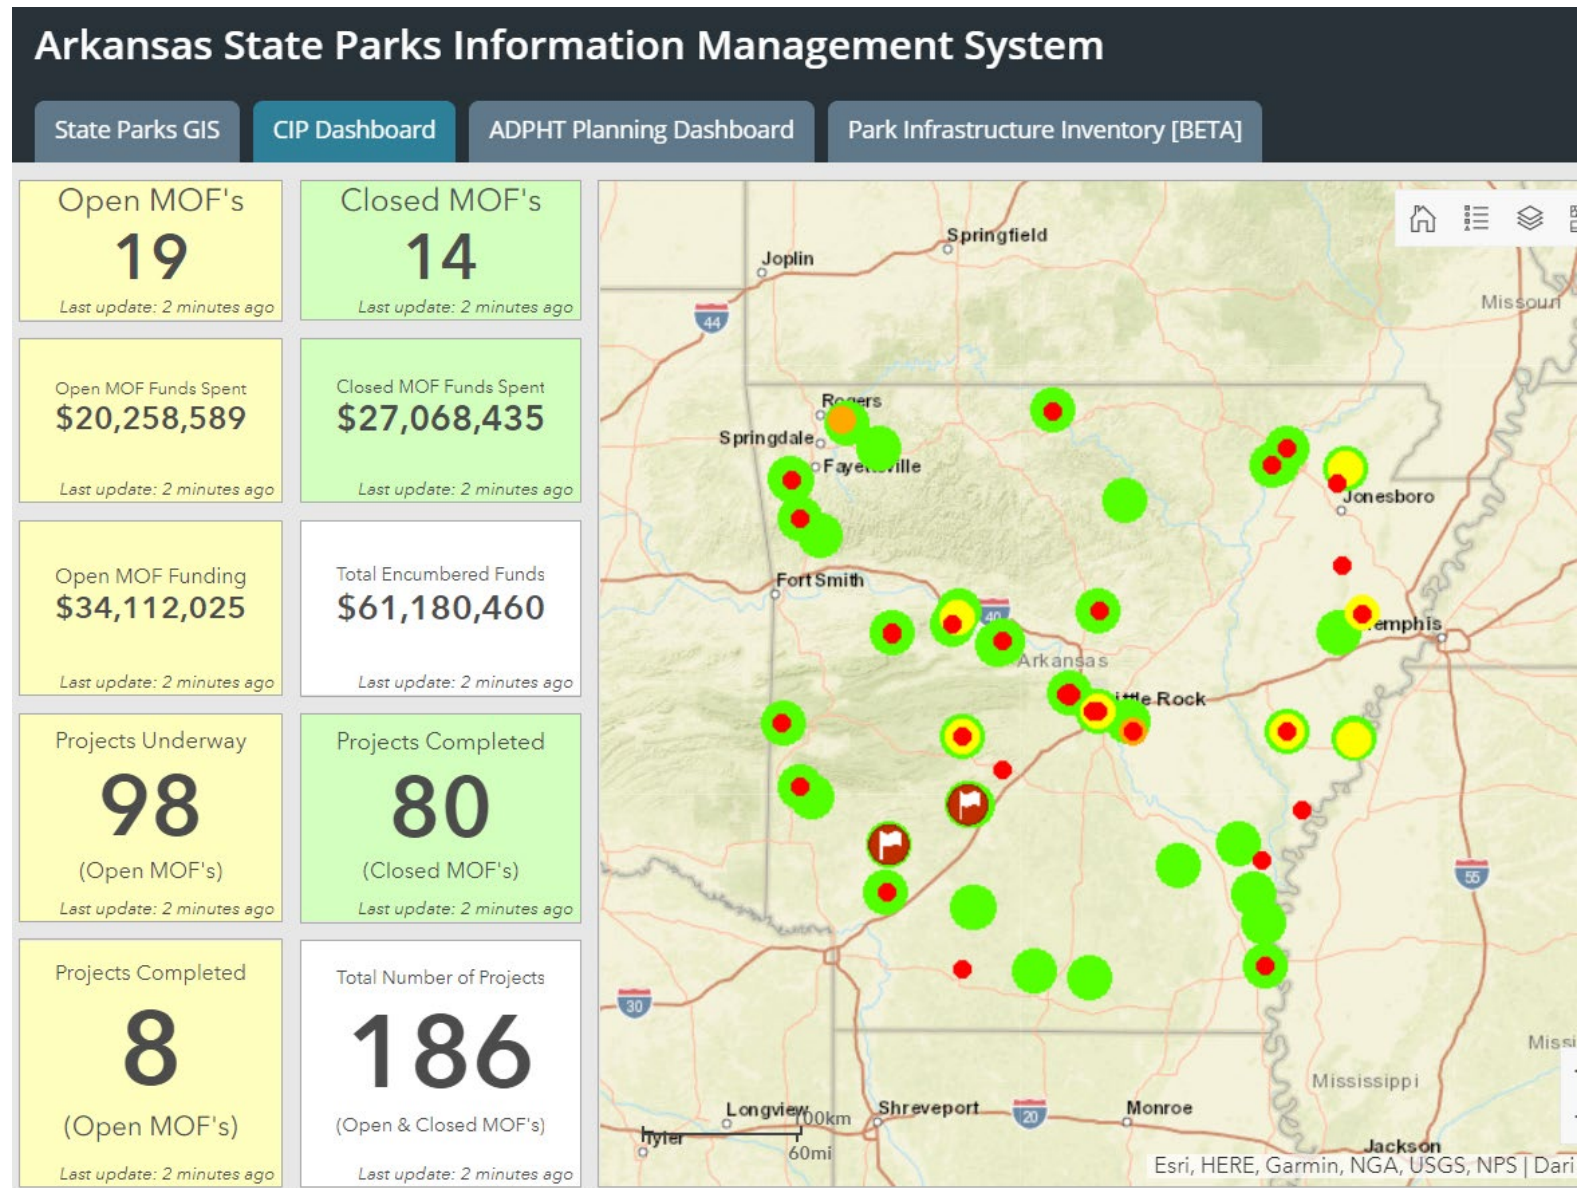 Arkansas State Parks Information Management System
State Parks GIS
CIP Dashboard
ADPHT Planning Dashboard
Park Infrastructure Inventory [BETA]
Open MOF's
19
Last update: 2 minutes ago
Closed MOF's
14
Last update: 2 minutes ago
Open MOF Funds Spent
$20,258,589
Last update: 2 minutes ago
Closed MOF Funds Spent
$27,068,435
Last update: 2 minutes ago
Open MOF Funding
$34,112,025
Last update: 2 minutes ago
Total Encumbered Funds
$61,180,460
Last update: 2 minutes ago
Projects Underway
98
(Open MOF's)
Last update: 2 minutes ago
Projects Completed
80
(Closed MOF's)
Last update: 2 minutes ago
Projects Completed
8
(Open MOF's)
Last update: 2 minutes ago
Total Number of Projects
186
(Open & Closed MOF's)
Last update: 2 minutes ago
Springfield
Joplin
Missouri
44
Rogers
Springdale
Fayetteville
Jonesboro
Fort Smith
40
Memphis
Arkansas
Little Rock
55
30
Mississippi
Longview
Shreveport
20
Monroe
Tyler
100km
60mi
Jackson
Esri, HERE, Garmin, NGA, USGS, NPS | Dari